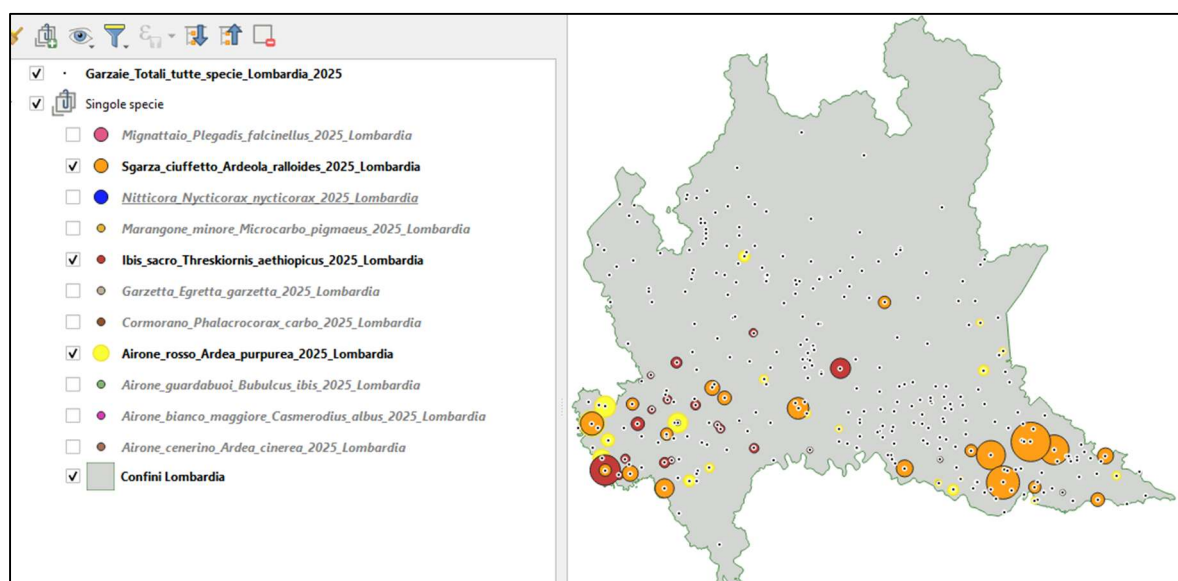 Garzaie_Totali_tutte_specie_Lombardia_2025
Singole specie
Mignattaio_Plegadis_falcinellus_2025_Lombardia
Sgarza_ciuffetto_Ardeola_ralloides_2025_Lombardia
Nitticora_Nycticorax_nycticorax_2025_Lombardia
Marangone_minore_Microcarbo_pigmaeus_2025_Lombardia
Ibis_sacro_Threskiornis_aethiopicus_2025_Lombardia
Garzetta_Egretta_garzetta_2025_Lombardia
Cormorano_Phalacrocorax_carbo_2025_Lombardia
Airone_rosso_Ardea_purpurea_2025_Lombardia
Airone_guardabuoi_Bubulcus_ibis_2025_Lombardia
Airone_bianco_maggiore_Casmerodius_albus_2025_Lombardia
Airone_cenerino_Ardea_cinerea_2025_Lombardia
Confini Lombardia